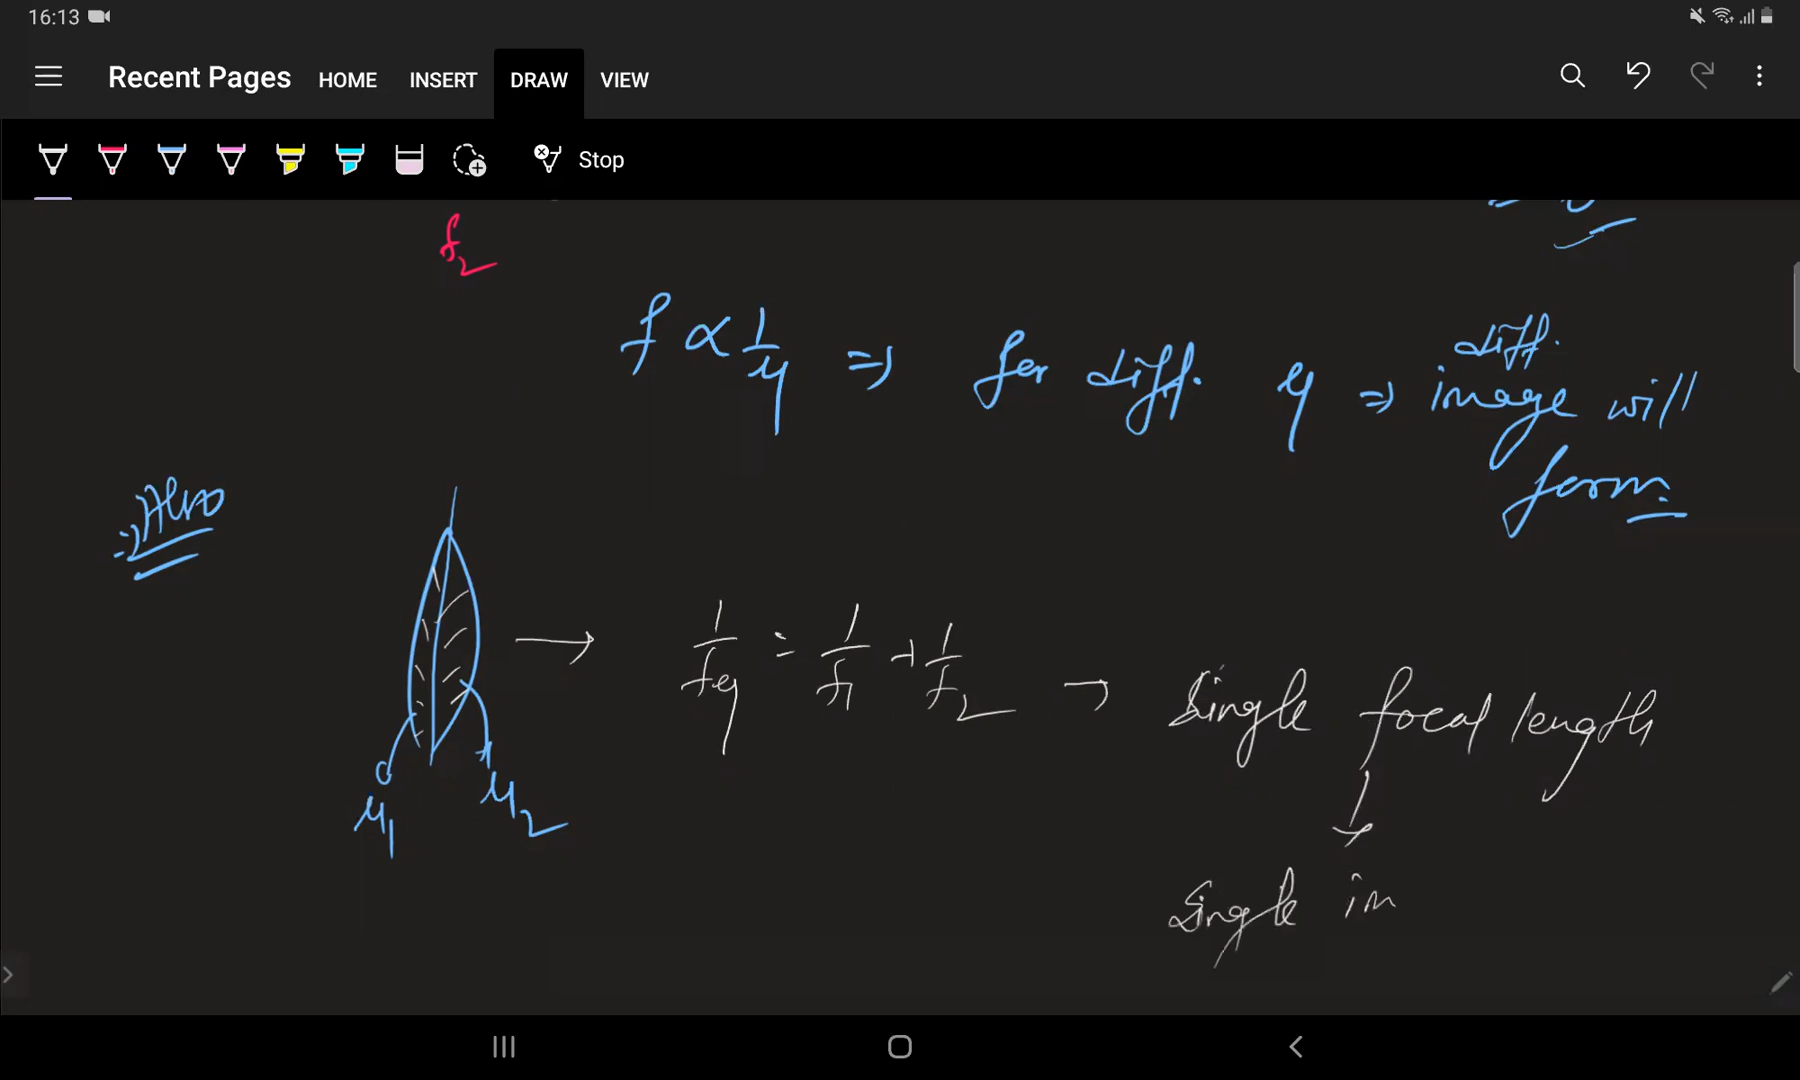 16:13
Recent Pages HOME INSERT DRAW VIEW
Stop
f2
f ∝ 1/μ ⇒ for diff. μ ⇒ diff. image will form.
Also
μ1
μ2
→ 1/feq = 1/f1 + 1/f2 → Single focal length
↓
Single im